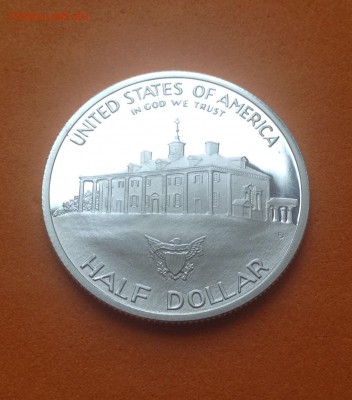 UNITED STATES OF AMERICA
IN GOD WE TRUST
HALF DOLLAR